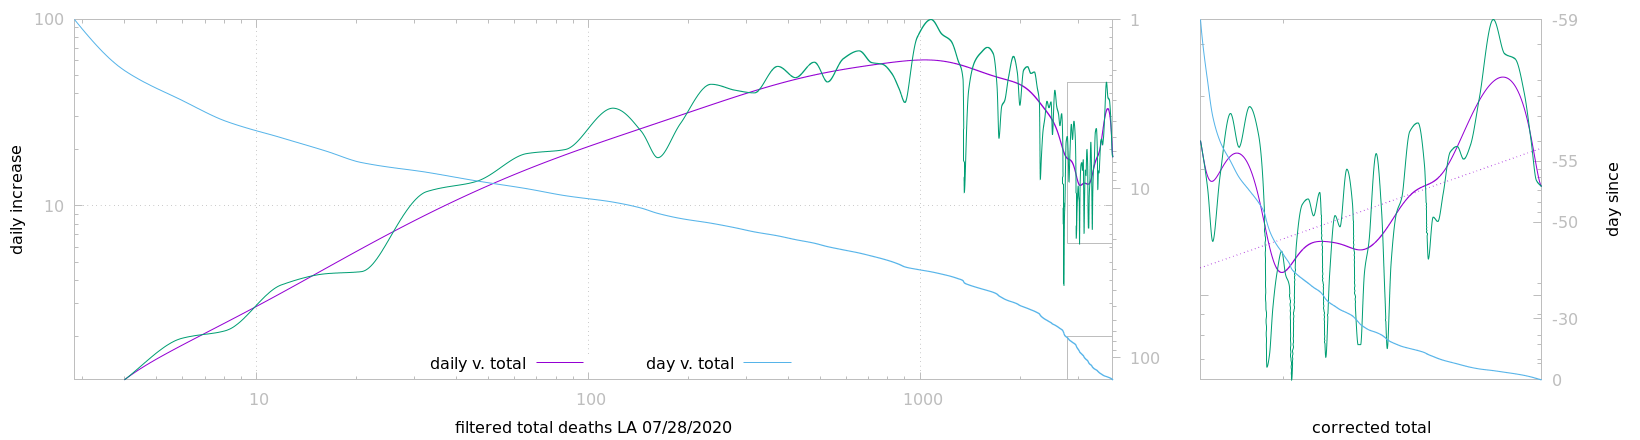 daily increase
100
10
daily v. total
day v. total
10
100
1000
1
10
100
filtered total deaths LA 07/28/2020
-59
-55
-50
-30
0
day since
corrected total